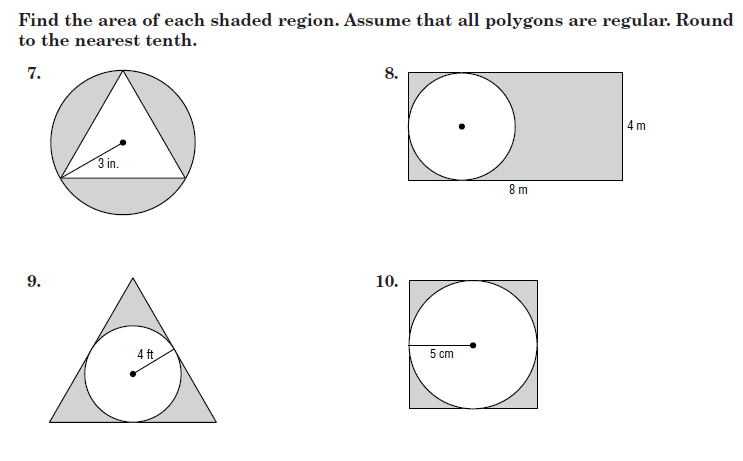 Find the area of each shaded region. Assume that all polygons are regular. Round
to the nearest tenth.
7.
3 in.
8.
4 m
8 m
9.
4 ft
10.
5 cm